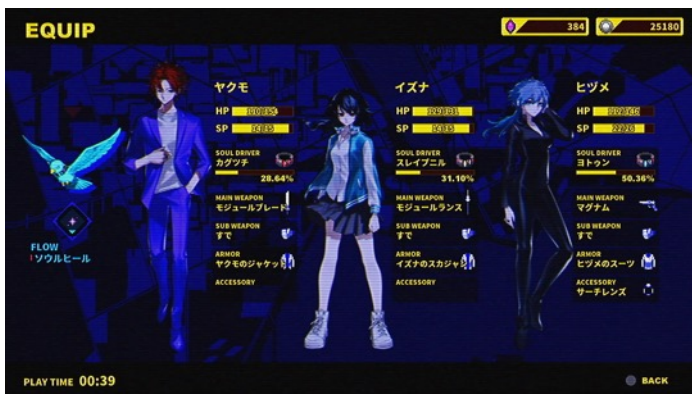 EQUIP
384
25180
ヤクモ
HP
SP
SOUL DRIVER
カグツチ
28.64%
MAIN WEAPON
モジュールブレード
SUB WEAPON
すで
ARMOR
ヤクモのジャケッ
ACCESSORY
イズナ
HP
SP
SOUL DRIVER
スレイプニル
31.10%
MAIN WEAPON
モジュールランス
SUB WEAPON
すで
ARMOR
イズナのスカジャ
ACCESSORY
ヒヅメ
HP
SP
SOUL DRIVER
ヨトゥン
50.36%
MAIN WEAPON
マグナム
SUB WEAPON
すで
ARMOR
ヒヅメのスーツ
ACCESSORY
サーチレンズ
FLOW
ソウルヒール
PLAY TIME 00:39
BACK